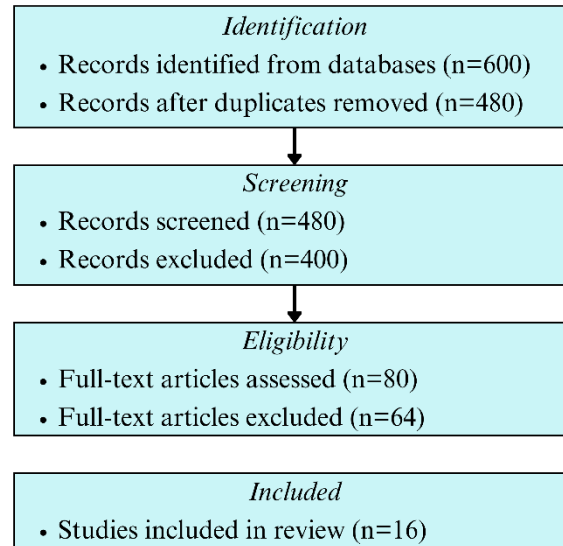 Identification
• Records identified from databases (n=600)
• Records after duplicates removed (n=480)
Screening
• Records screened (n=480)
• Records excluded (n=400)
Eligibility
• Full-text articles assessed (n=80)
• Full-text articles excluded (n=64)
Included
• Studies included in review (n=16)